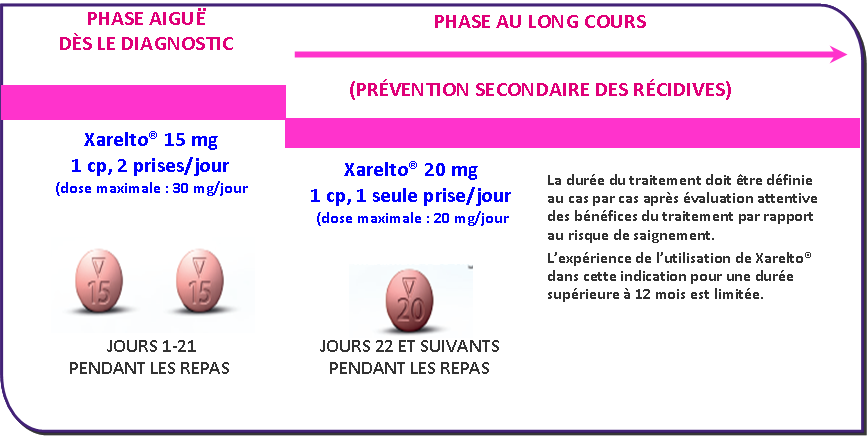 PHASE AIGUË
DÈS LE DIAGNOSTIC
PHASE AU LONG COURS
(PRÉVENTION SECONDAIRE DES RÉCIDIVES)
Xarelto® 15 mg
1 cp, 2 prises/jour
(dose maximale : 30 mg/jour
15
15
JOURS 1-21
PENDANT LES REPAS
Xarelto® 20 mg
1 cp, 1 seule prise/jour
(dose maximale : 20 mg/jour
20
JOURS 22 ET SUIVANTS
PENDANT LES REPAS
La durée du traitement doit être définie
au cas par cas après évaluation attentive
des bénéfices du traitement par rapport
au risque de saignement.
L’expérience de l’utilisation de Xarelto®
dans cette indication pour une durée
supérieure à 12 mois est limitée.